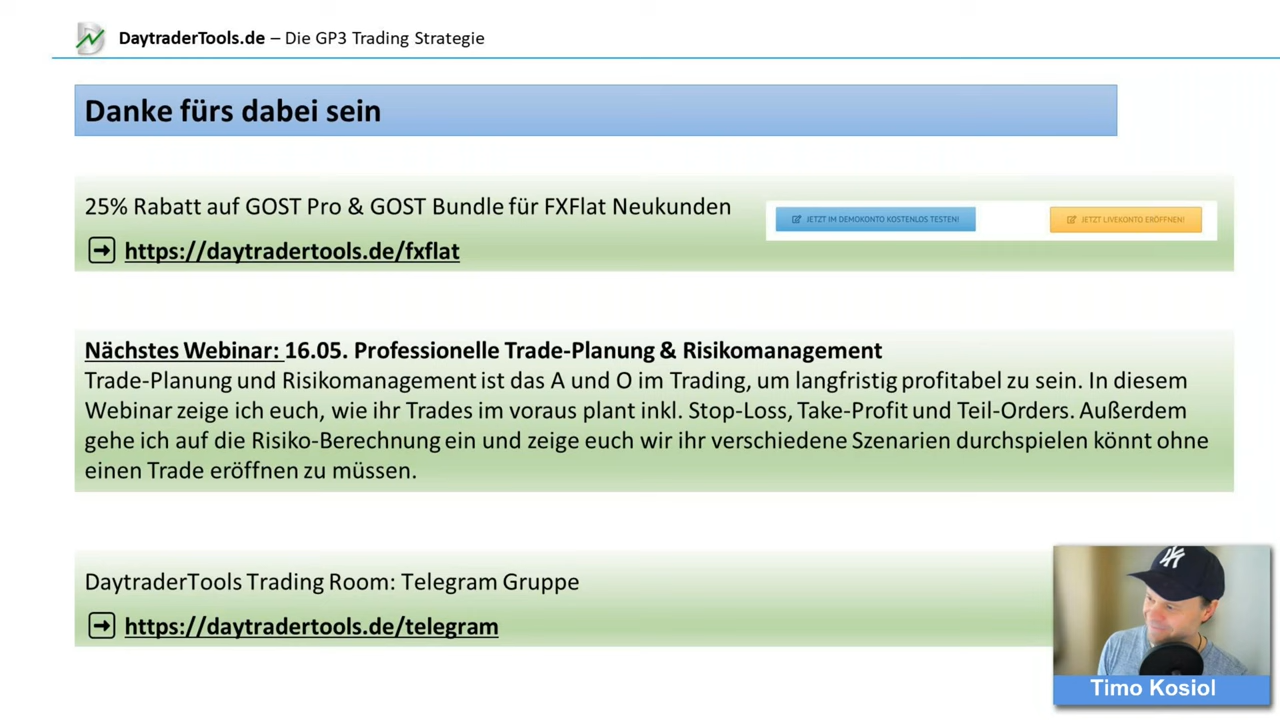 DaytraderTools.de – Die GP3 Trading Strategie
Danke fürs dabei sein
25% Rabatt auf GOST Pro & GOST Bundle für FXFlat Neukunden
JETZT IM DEMOKONTO KOSTENLOS TESTEN!
JETZT LIVEKONTO ERÖFFNEN!
https://daytradertools.de/fxflat
Nächstes Webinar: 16.05. Professionelle Trade-Planung & Risikomanagement
Trade-Planung und Risikomanagement ist das A und O im Trading, um langfristig profitabel zu sein. In diesem
Webinar zeige ich euch, wie ihr Trades im voraus plant inkl. Stop-Loss, Take-Profit und Teil-Orders. Außerdem
gehe ich auf die Risiko-Berechnung ein und zeige euch wir ihr verschiedene Szenarien durchspielen könnt ohne
einen Trade eröffnen zu müssen.
DaytraderTools Trading Room: Telegram Gruppe
https://daytradertools.de/telegram
Timo Kosiol